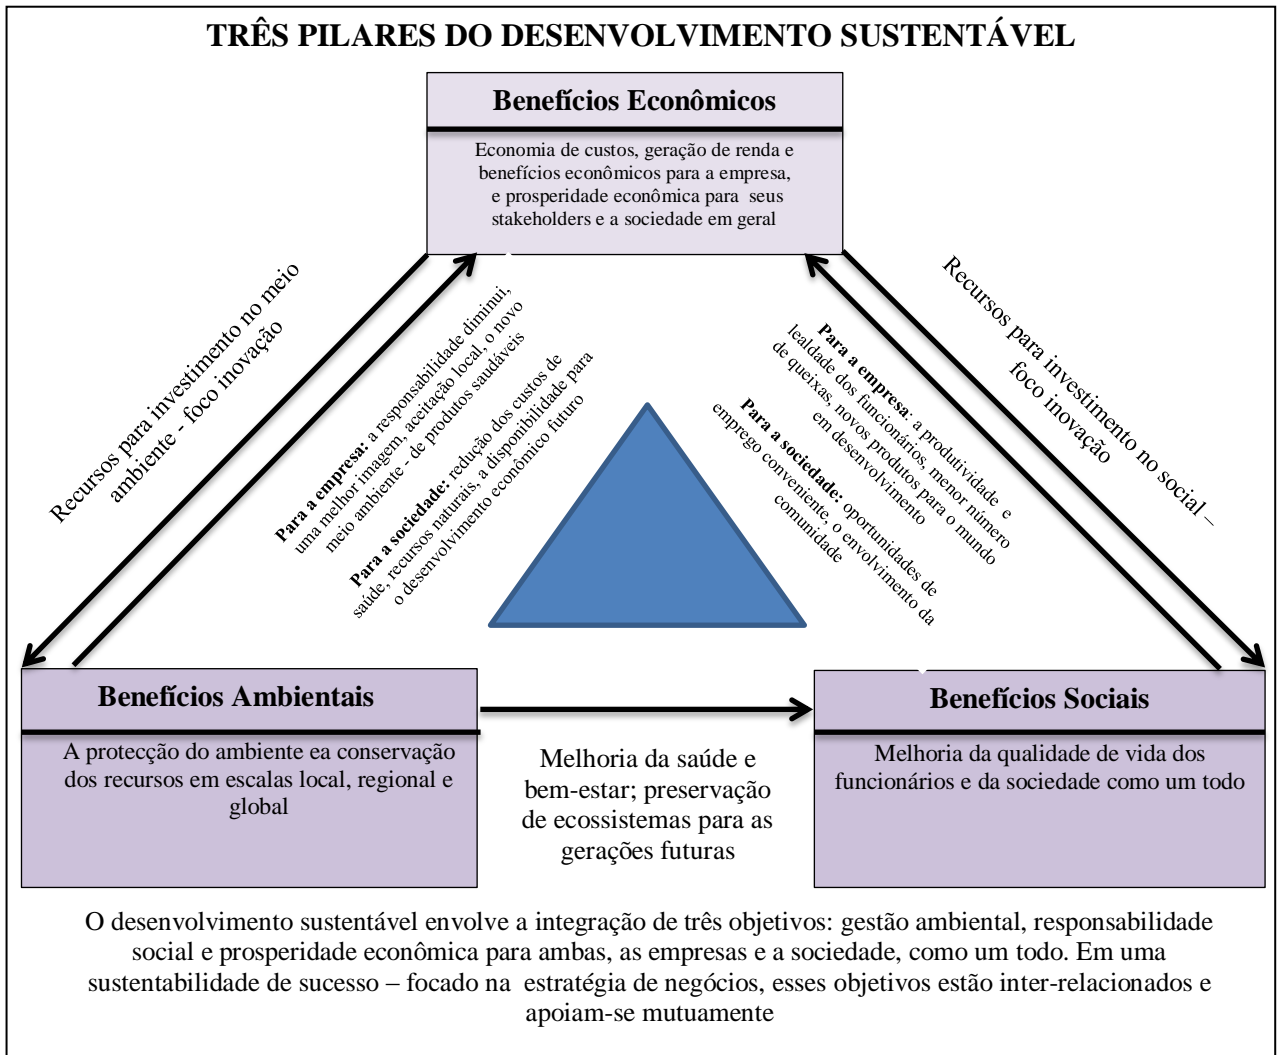 TRÊS PILARES DO DESENVOLVIMENTO SUSTENTÁVEL
Benefícios Econômicos
Economia de custos, geração de renda e
benefícios econômicos para a empresa,
e prosperidade econômica para seus
stakeholders e a sociedade em geral
Recursos para investimento no meio
ambiente - foco inovação
Para a empresa: a responsabilidade diminui,
uma melhor imagem, aceitação local, o novo
meio ambiente - de produtos saudáveis
Para a sociedade: redução dos custos de
saúde, recursos naturais, a disponibilidade para
o desenvolvimento econômico futuro
Para a empresa: a produtividade e
lealdade dos funcionários, menor número
de queixas, novos produtos para o mundo
em desenvolvimento
Para a sociedade: oportunidades de
emprego conveniente, o envolvimento da
comunidade
Recursos para investimento no social –
foco inovação
Benefícios Ambientais
A protecção do ambiente ea conservação
dos recursos em escalas local, regional e
global
Melhoria da saúde e
bem-estar; preservação
de ecossistemas para as
gerações futuras
Benefícios Sociais
Melhoria da qualidade de vida dos
funcionários e da sociedade como um todo
O desenvolvimento sustentável envolve a integração de três objetivos: gestão ambiental, responsabilidade
social e prosperidade econômica para ambas, as empresas e a sociedade, como um todo. Em uma
sustentabilidade de sucesso – focado na estratégia de negócios, esses objetivos estão inter-relacionados e
apoiam-se mutuamente